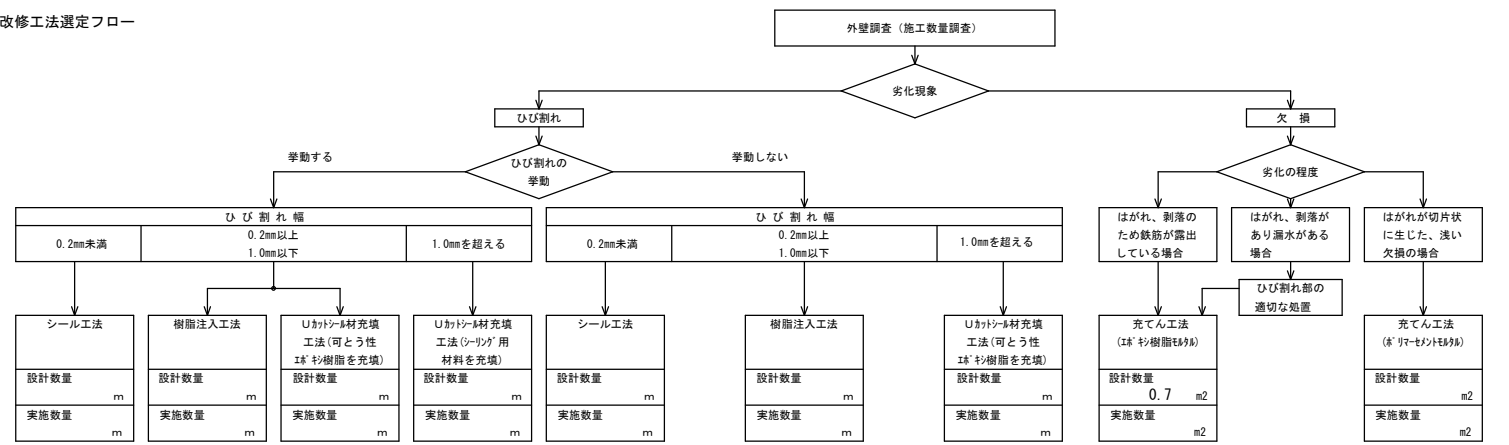 改修工法選定フロー
外壁調査（施工数量調査）
劣化現象
ひび割れ
欠　損
挙動する
ひび割れの
挙動
挙動しない
劣化の程度
ひ び 割 れ 幅
0.2㎜未満
0.2㎜以上
1.0㎜以下
1.0㎜を超える
ひ び 割 れ 幅
0.2㎜未満
0.2㎜以上
1.0㎜以下
1.0㎜を超える
はがれ、剥落の
ため鉄筋が露出
している場合
はがれ、剥落が
あり漏水がある
場合
はがれが切片状
に生じた、浅い
欠損の場合
ひび割れ部の
適切な処置
シール工法
設計数量
m
実施数量
m
樹脂注入工法
設計数量
m
実施数量
m
Uｶｯﾄｼｰﾙ材充填
工法(可とう性
ｴﾎﾟｷｼ樹脂を充填)
設計数量
m
実施数量
m
Uｶｯﾄｼｰﾙ材充填
工法(ｼｰﾘﾝｸﾞ用
材料を充填)
設計数量
m
実施数量
m
シール工法
設計数量
m
実施数量
m
樹脂注入工法
設計数量
m
実施数量
m
Uｶｯﾄｼｰﾙ材充填
工法(可とう性
ｴﾎﾟｷｼ樹脂を充填)
設計数量
m
実施数量
m
充てん工法
(ｴﾎﾟｷｼ樹脂ﾓﾙﾀﾙ)
設計数量
0.7 m2
実施数量
m2
充てん工法
(ﾎﾟﾘﾏｰｾﾒﾝﾄﾓﾙﾀﾙ)
設計数量
m2
実施数量
m2